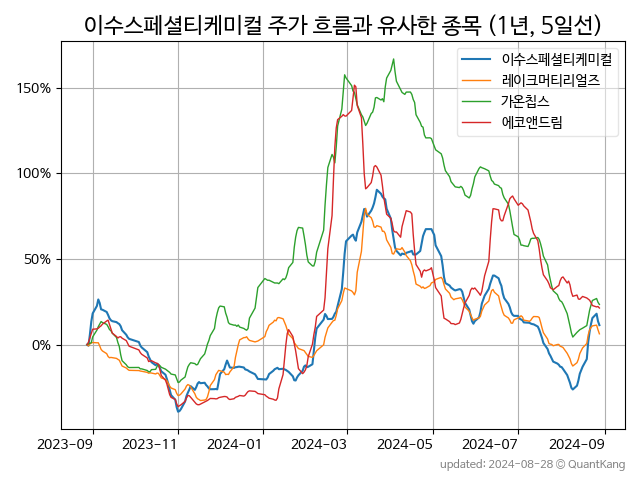 이수스페셜티케미컬 주가 흐름과 유사한 종목 (1년, 5일선)
이수스페셜티케미컬
레이크머티리얼즈
가온칩스
에코앤드림
150%
100%
50%
0%
2023-09 2023-11 2024-01 2024-03 2024-05 2024-07 2024-09
updated: 2024-08-28 © QuantKang